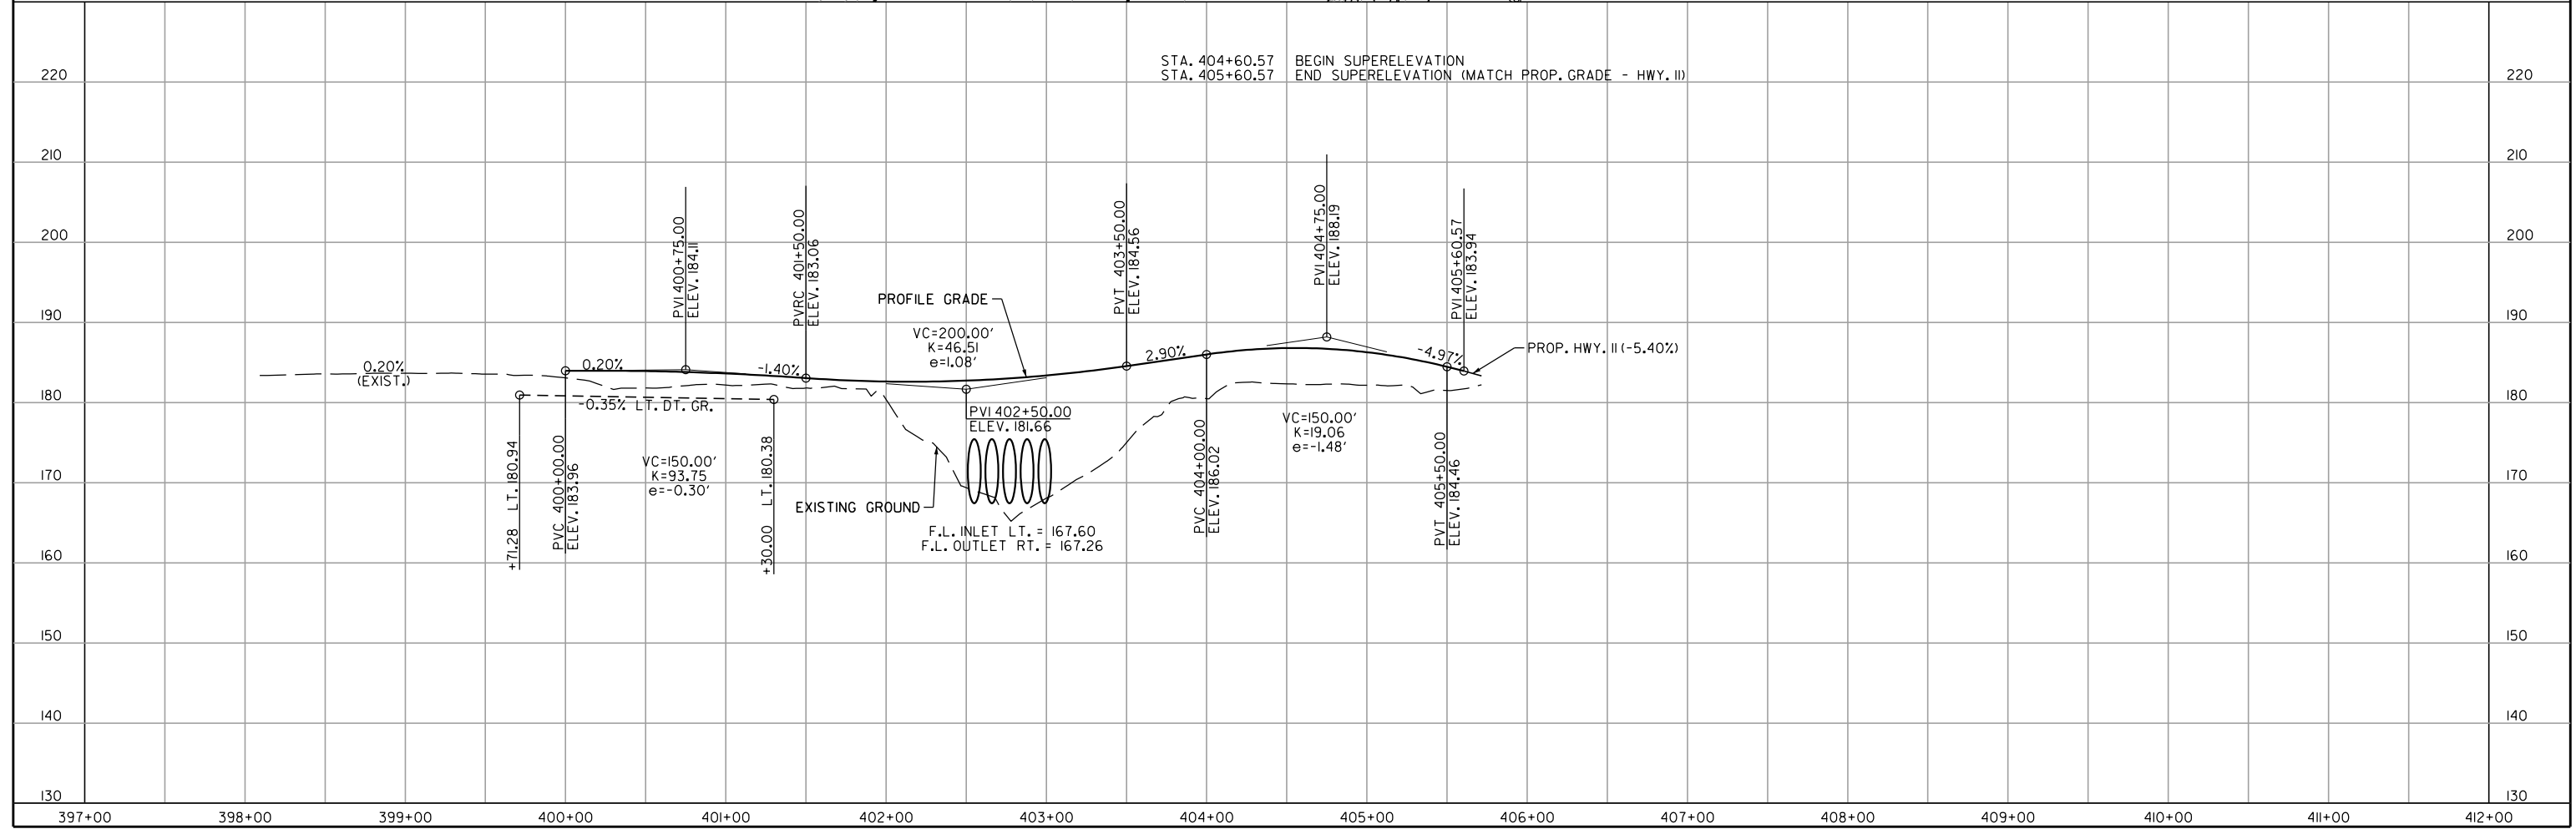 STA. 404+60.57 BEGIN SUPERELEVATION
STA. 405+60.57 END SUPERELEVATION (MATCH PROP. GRADE - HWY. 11)
220 220
210 210
200 200
190 190
180 180
170 170
160 160
150 150
140 140
130 130
PVI 400+75.00
ELEV. 184.11
PVRC 401+50.00
ELEV. 183.06
PVT 403+50.00
ELEV. 184.56
PVI 404+75.00
ELEV. 188.19
PVI 405+60.57
ELEV. 183.94
PROFILE GRADE
VC=200.00'
K=46.51
e=1.08'
0.20%
(EXIST.)
0.20%
-1.40%
2.90%
-4.97%
PROP. HWY. 11 (-5.40%)
-0.35% LT. DT. GR.
PVI 402+50.00
ELEV. 181.66
VC=150.00'
K=19.06
e=-1.48'
+71.28 LT. 180.94
PVC 400+00.00
ELEV. 183.96
VC=150.00'
K=93.75
e=-0.30'
+30.00 LT. 180.38
EXISTING GROUND
F.L. INLET LT. = 167.60
F.L. OUTLET RT. = 167.26
PVC 404+00.00
ELEV. 186.02
PVT 405+50.00
ELEV. 184.46
397+00 398+00 399+00 400+00 401+00 402+00 403+00 404+00 405+00 406+00 407+00 408+00 409+00 410+00 411+00 412+00